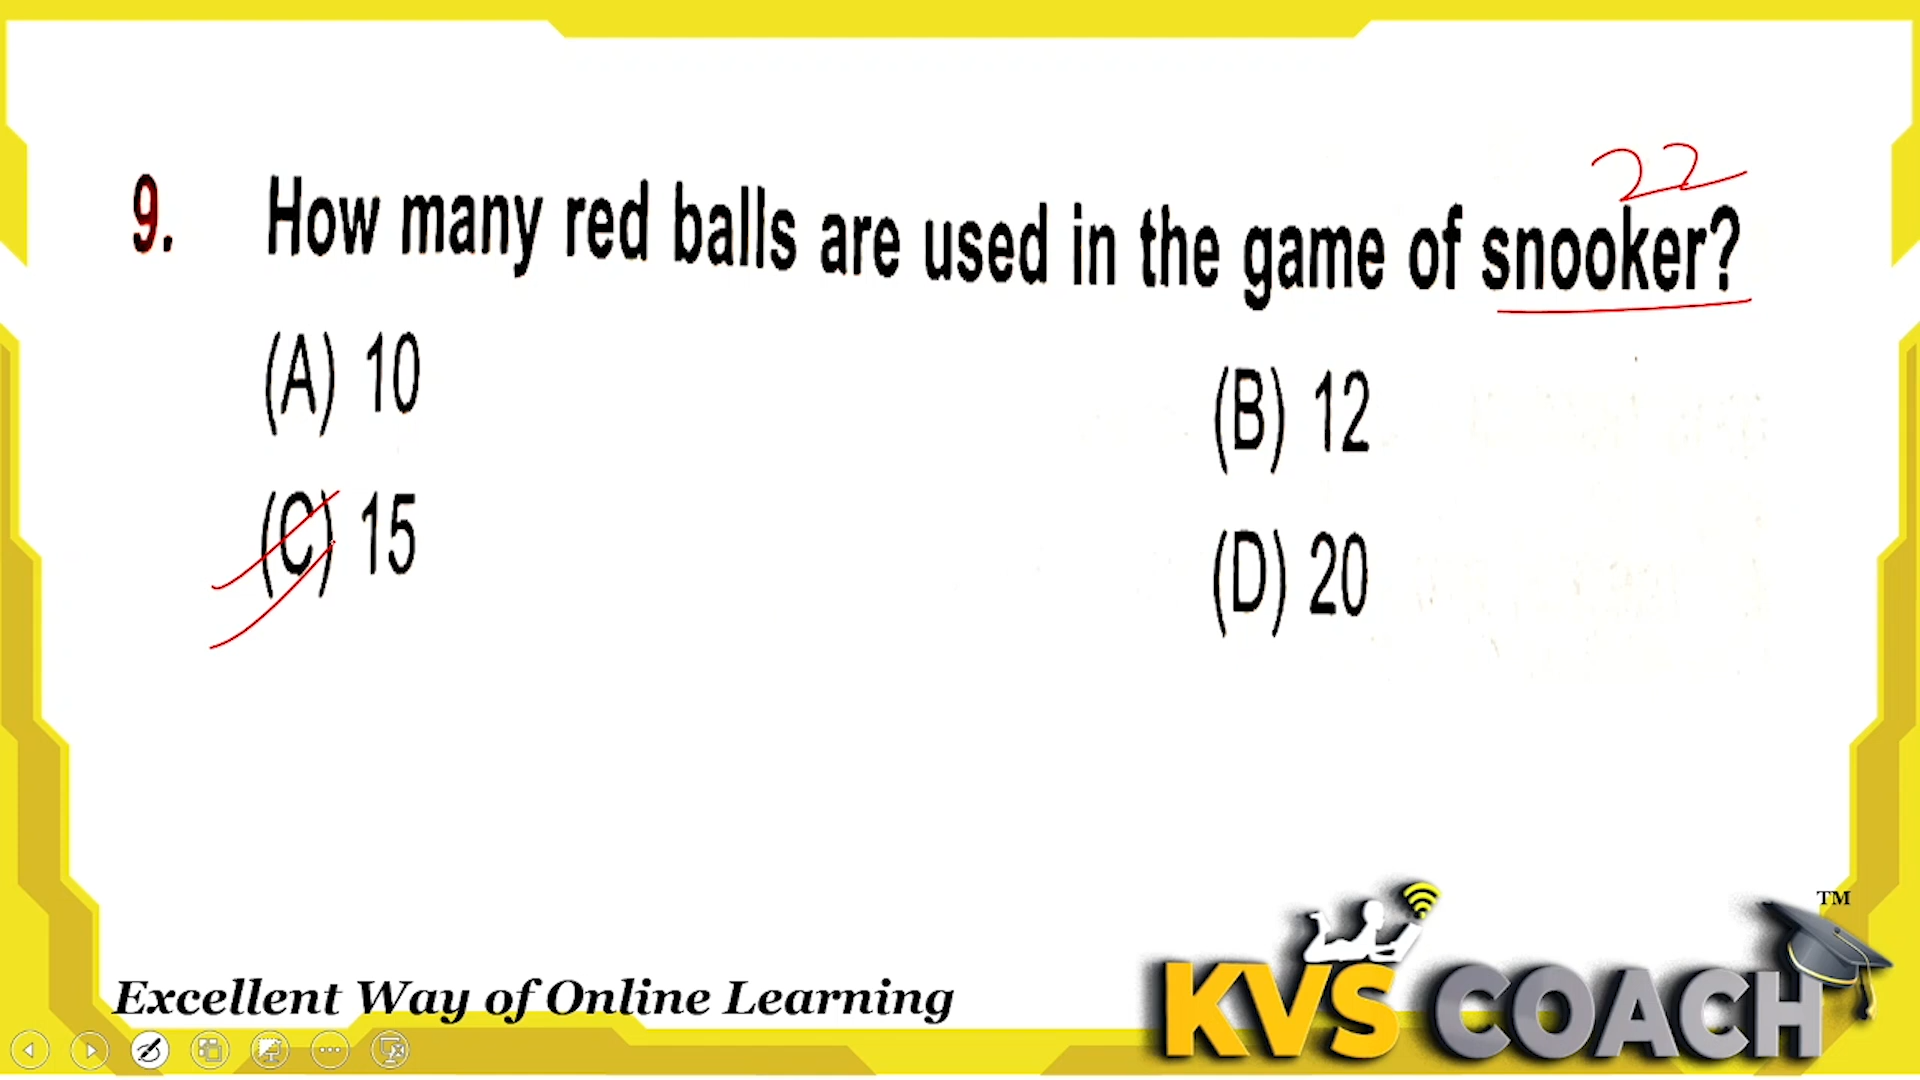 22
9. How many red balls are used in the game of snooker?
(A) 10
(B) 12
(C) 15
(D) 20
Excellent Way of Online Learning
KVS COACH TM